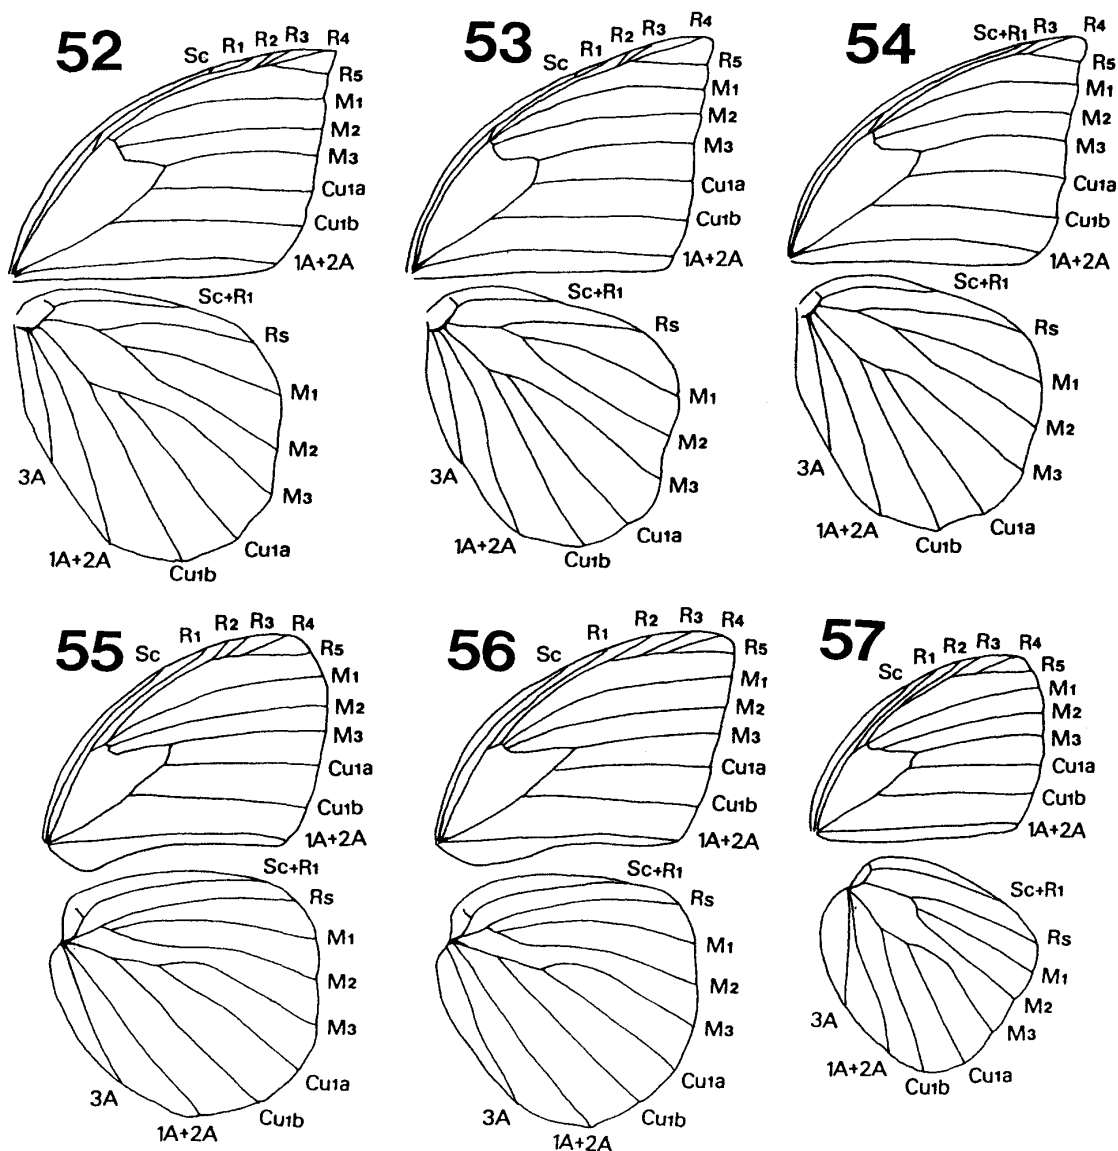 52
Sc R1 R2 R3 R4
R5
M1
M2
M3
Cu1a
Cu1b
1A+2A
Sc+R1
Rs
M1
M2
M3
Cu1a
Cu1b
1A+2A
3A
53
Sc R1 R2 R3 R4
R5
M1
M2
M3
Cu1a
Cu1b
1A+2A
Sc+R1
Rs
M1
M2
M3
Cu1a
Cu1b
1A+2A
3A
54
Sc+R1 R3 R4
R5
M1
M2
M3
Cu1a
Cu1b
1A+2A
Sc+R1
Rs
M1
M2
M3
Cu1a
Cu1b
1A+2A
3A
55
Sc R1 R2 R3 R4
R5
M1
M2
M3
Cu1a
Cu1b
1A+2A
Sc+R1
Rs
M1
M2
M3
Cu1a
Cu1b
1A+2A
3A
56
Sc R1 R2 R3 R4
R5
M1
M2
M3
Cu1a
Cu1b
1A+2A
Sc+R1
Rs
M1
M2
M3
Cu1a
Cu1b
1A+2A
3A
57
Sc R1 R2 R3 R4
R5
M1
M2
M3
Cu1a
Cu1b
1A+2A
Sc+R1
Rs
M1
M2
M3
Cu1a
Cu1b
1A+2A
3A